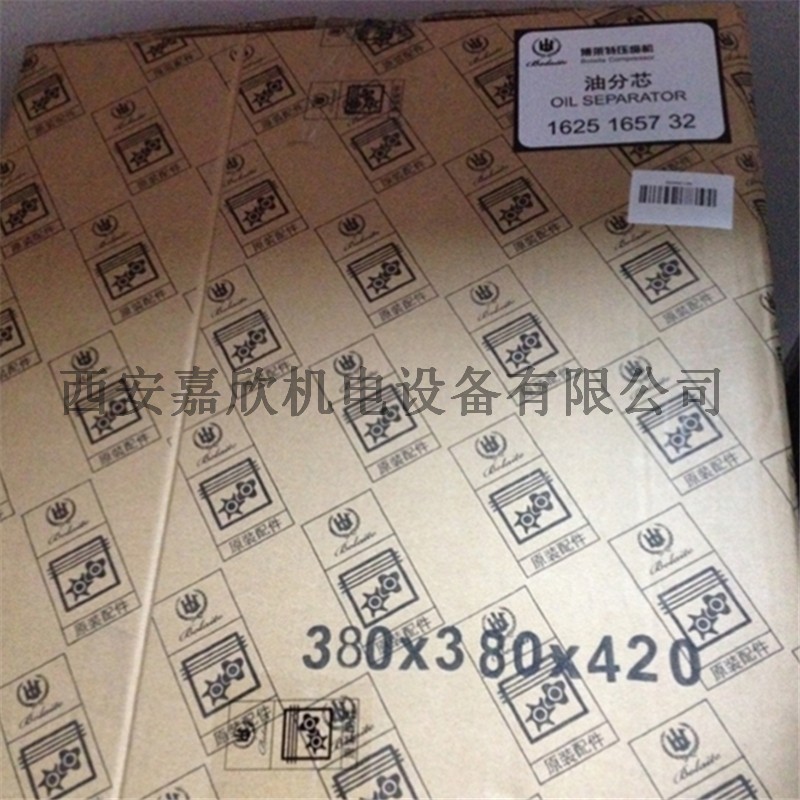 博莱特压缩机
Bolaite Compressor
油分芯
OIL SEPARATOR
1625 1657 32
西安嘉欣机电设备有限公司
Bolaite
原装配件
380x380x420